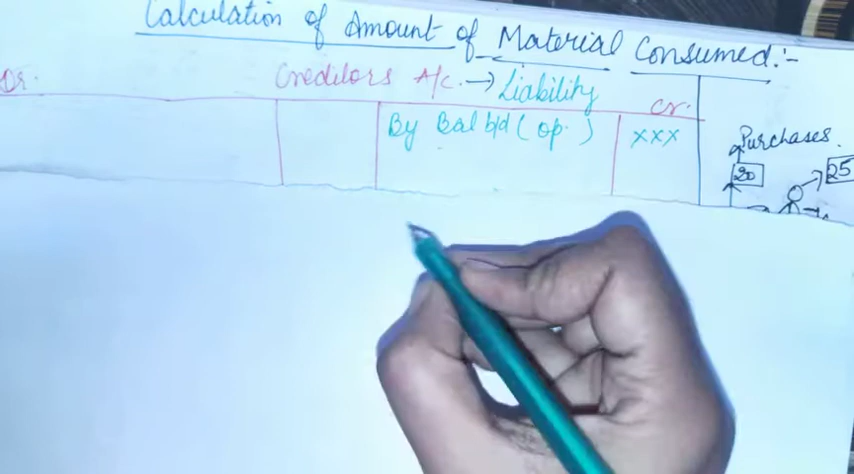 Calculation of Amount of Material Consumed:-
Dr. Creditors A/c. → Liability Cr.
By Bal b/d (op.) xxx
Purchases.
20
25